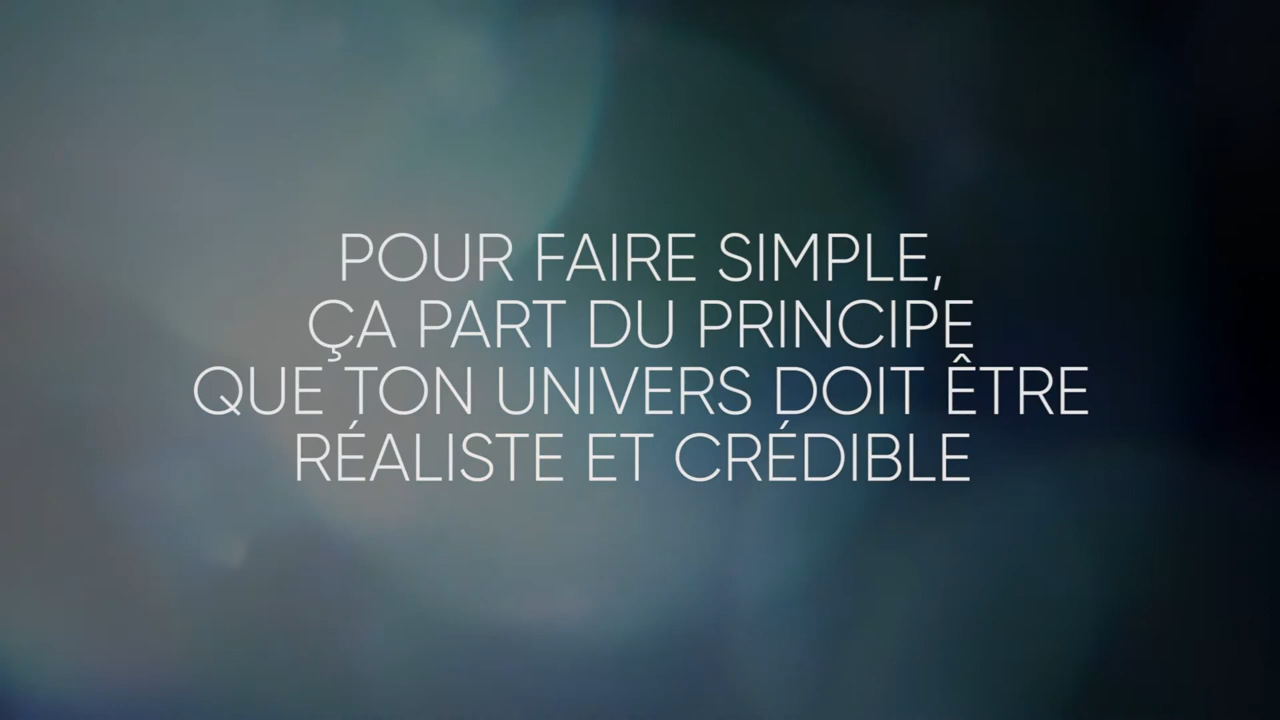 POUR FAIRE SIMPLE,
ÇA PART DU PRINCIPE
QUE TON UNIVERS DOIT ÊTRE
RÉALISTE ET CRÉDIBLE